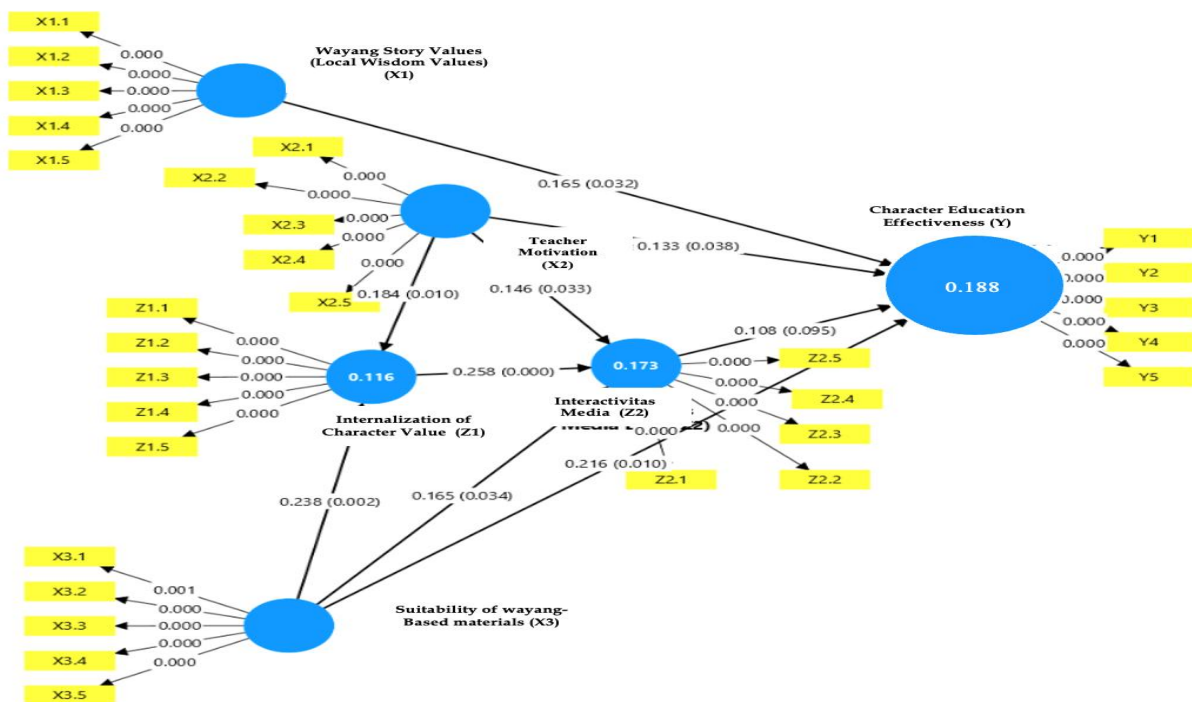 X1.1
X1.2
X1.3
X1.4
X1.5
0.000
0.000
0.000
0.000
0.000
Wayang Story Values
(Local Wisdom Values)
(X1)
X2.1
X2.2
X2.3
X2.4
X2.5
0.000
0.000
0.000
0.000
0.000
0.165 (0.032)
Teacher
Motivation
(X2)
0.133 (0.038)
0.184 (0.010)
0.146 (0.033)
Character Education
Effectiveness (Y)
0.188
Y1
Y2
Y3
Y4
Y5
0.000
0.000
0.000
0.000
0.000
Z1.1
Z1.2
Z1.3
Z1.4
Z1.5
0.000
0.000
0.000
0.000
0.000
0.116
Internalization of
Character Value (Z1)
0.258 (0.000)
0.173
Interactivitas
Media (Z2)
0.108 (0.095)
0.000
0.000
0.000
0.000
0.000
Z2.5
Z2.4
Z2.3
Z2.2
Z2.1
0.238 (0.002)
0.165 (0.034)
0.216 (0.010)
X3.1
X3.2
X3.3
X3.4
X3.5
0.001
0.000
0.000
0.000
0.000
Suitability of wayang-
Based materials (X3)